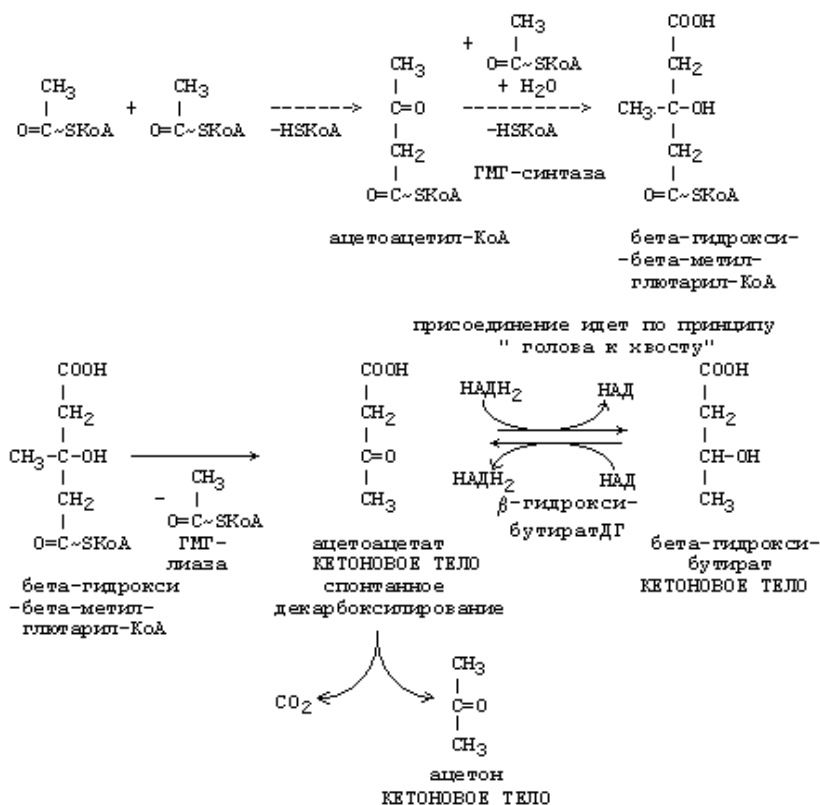 CH3 + CH3
O=C~SKoA O=C~SKoA
-------->
-HSKoA
CH3
C=O
CH2
O=C~SKoA
ацетоацетил-КоА
+ CH3
O=C~SKoA
+ H2O
--------->
-HSKoA
ГМГ-синтаза
COOH
CH2
CH3-C-OH
CH2
O=C~SKoA
бета-гидрокси-
-бета-метил-
глютарил-КоА
присоединение идет по принципу
" голова к хвосту"
COOH
CH2
CH3-C-OH
CH2
O=C~SKoA
бета-гидрокси
-бета-метил-
глютарил-КоА
- CH3
O=C~SKoA
ГМГ-
лиаза
COOH
CH2
C=O
CH3
ацетоацетат
КЕТОНОВОЕ ТЕЛО
спонтанное
декарбоксилирование
НАДН2 НАД
НАДН2 НАД
β-гидрокси-
бутиратДГ
COOH
CH2
CH-OH
CH3
бета-гидрокси-
бутират
КЕТОНОВОЕ ТЕЛО
CO2
CH3
C=O
CH3
ацетон
КЕТОНОВОЕ ТЕЛО